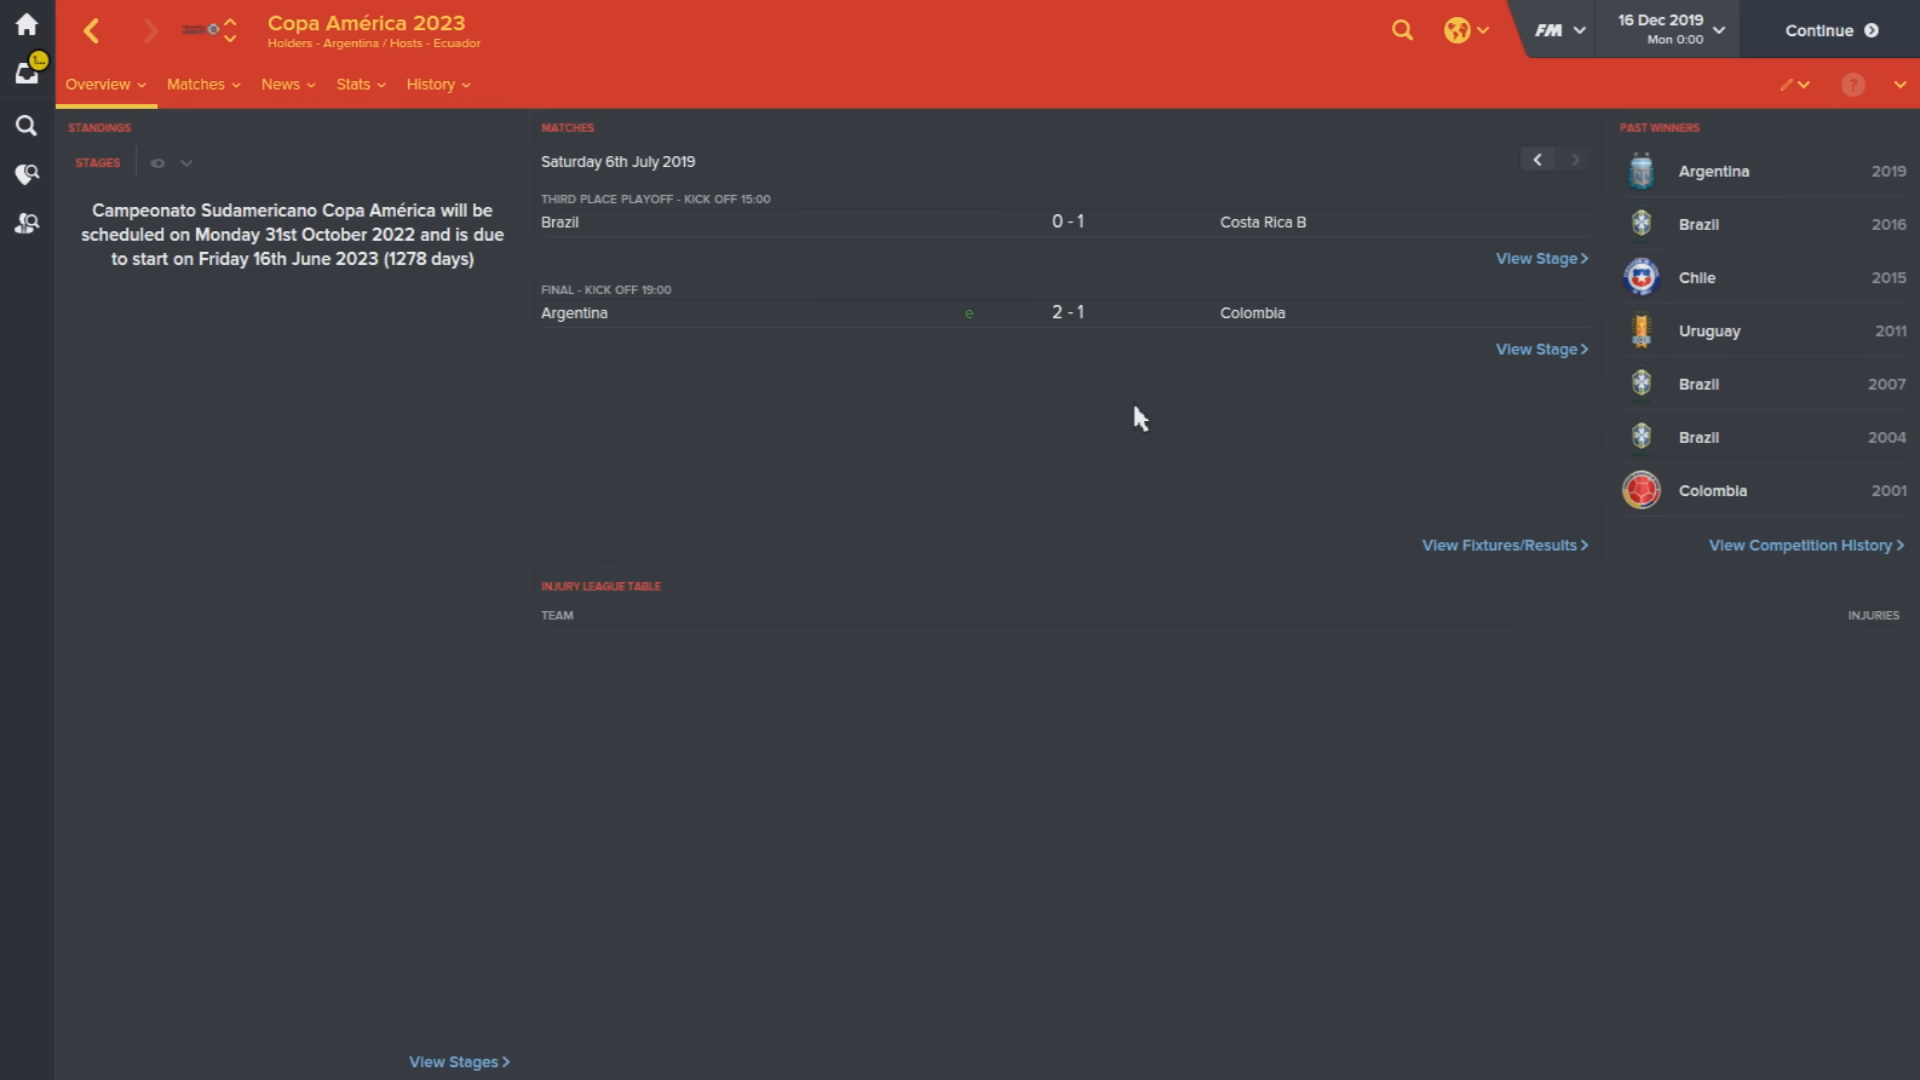 Copa América 2023
Holders - Argentina / Hosts - Ecuador
FM
16 Dec 2019
Mon 0:00
Continue
1...
Overview
Matches
News
Stats
History
?
STANDINGS
STAGES
Campeonato Sudamericano Copa América will be
scheduled on Monday 31st October 2022 and is due
to start on Friday 16th June 2023 (1278 days)
View Stages
MATCHES
Saturday 6th July 2019
THIRD PLACE PLAYOFF - KICK OFF 15:00
Brazil 0 - 1 Costa Rica B
View Stage
FINAL - KICK OFF 19:00
Argentina e 2 - 1 Colombia
View Stage
View Fixtures/Results
PAST WINNERS
Argentina 2019
Brazil 2016
Chile 2015
Uruguay 2011
Brazil 2007
Brazil 2004
Colombia 2001
View Competition History
INJURY LEAGUE TABLE
TEAM INJURIES